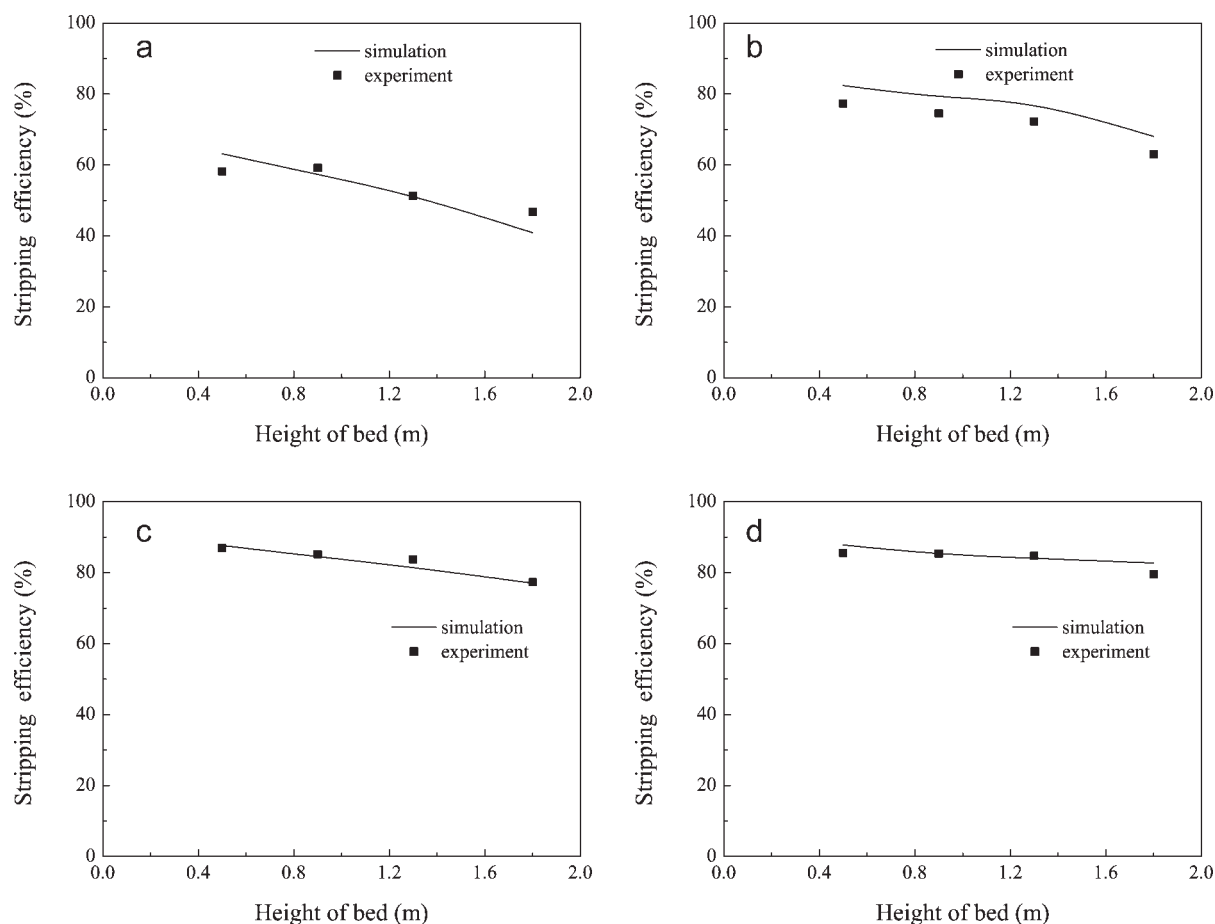 a
simulation
experiment
100
80
60
40
20
0
Stripping efficiency (%)
0.0 0.4 0.8 1.2 1.6 2.0
Height of bed (m)
b
simulation
experiment
100
80
60
40
20
0
Stripping efficiency (%)
0.0 0.4 0.8 1.2 1.6 2.0
Height of bed (m)
c
simulation
experiment
100
80
60
40
20
0
Stripping efficiency (%)
0.0 0.4 0.8 1.2 1.6 2.0
Height of bed (m)
d
simulation
experiment
100
80
60
40
20
0
Stripping efficiency (%)
0.0 0.4 0.8 1.2 1.6 2.0
Height of bed (m)